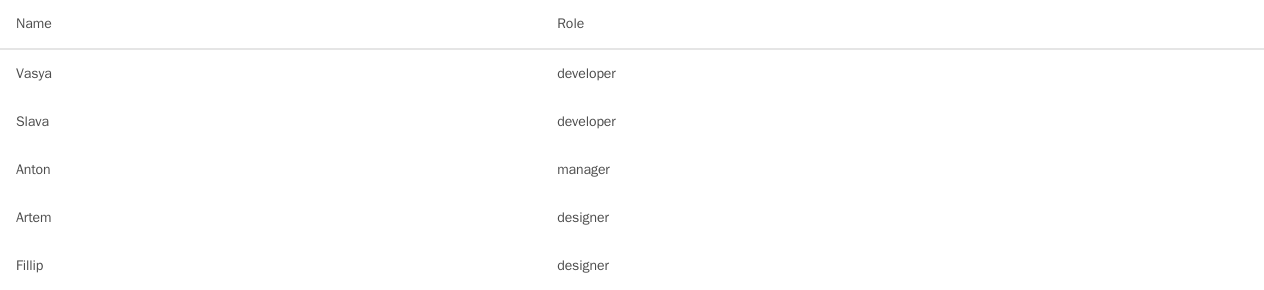 Name Role
Vasya developer
Slava developer
Anton manager
Artem designer
Fillip designer